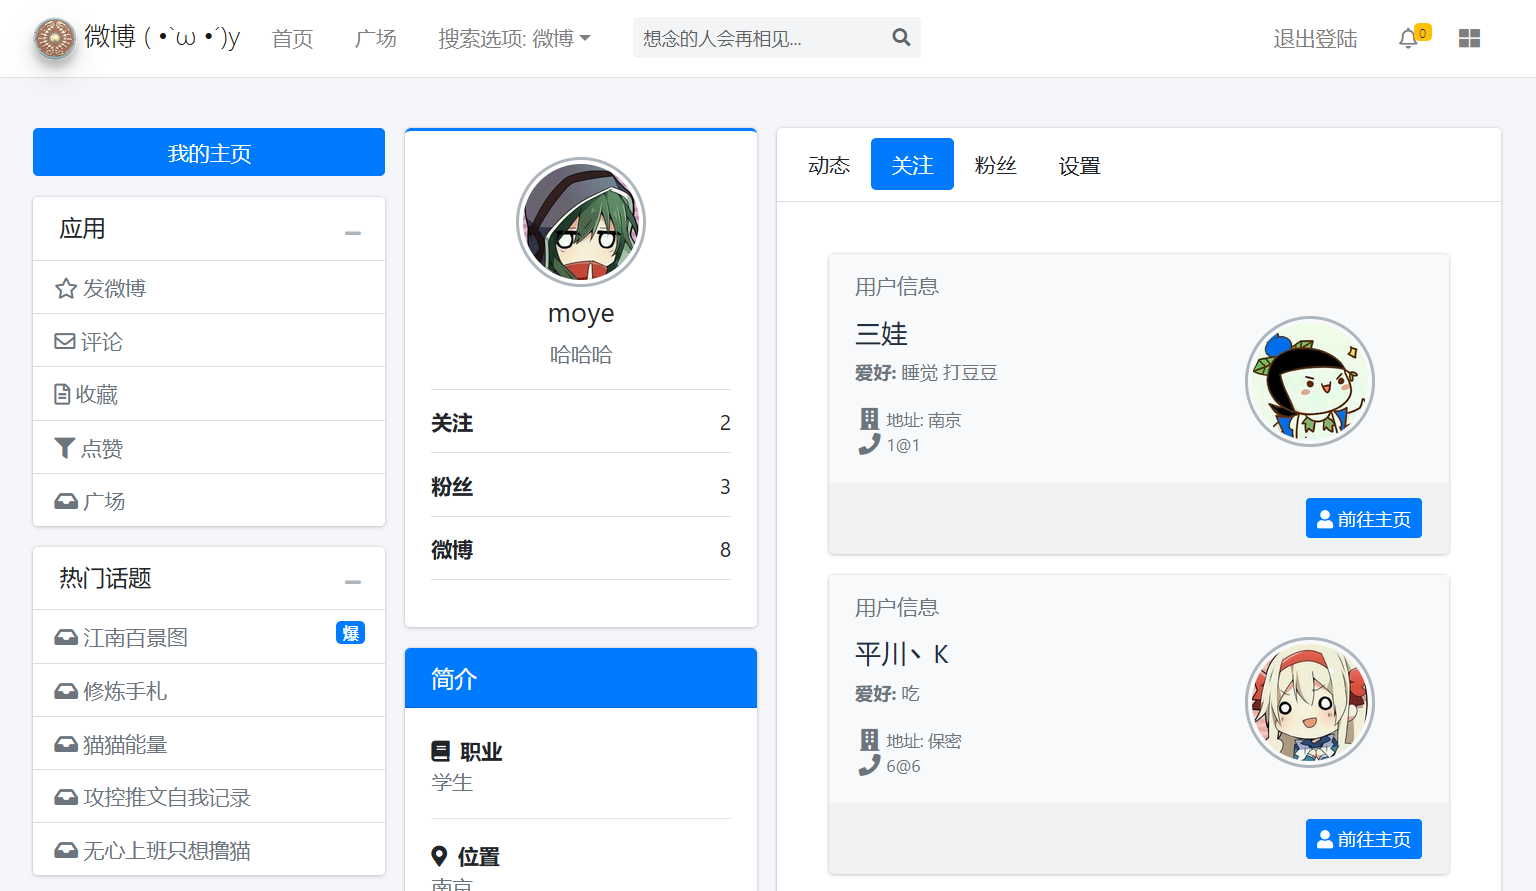 微博 ( •`ω •´)y 首页 广场 搜索选项: 微博 想念的人会再相见... 退出登陆 0
我的主页
应用
发微博
评论
收藏
点赞
广场
热门话题
江南百景图 爆
修炼手札
猫猫能量
攻控推文自我记录
无心上班只想撸猫
moye
哈哈哈
关注 2
粉丝 3
微博 8
简介
职业
学生
位置
南京
动态 关注 粉丝 设置
用户信息
三娃
爱好: 睡觉 打豆豆
地址: 南京
1@1
前往主页
用户信息
平川丶 K
爱好: 吃
地址: 保密
6@6
前往主页